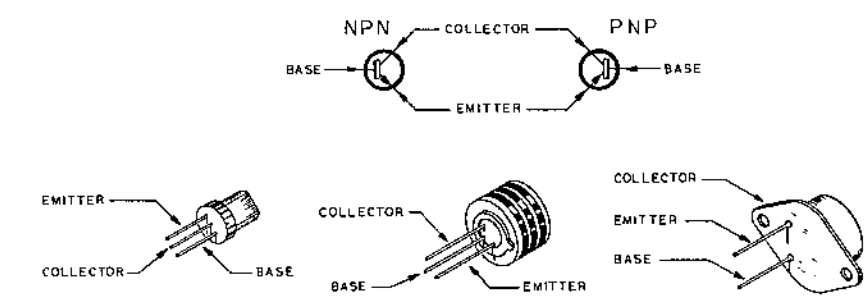 NPN COLLECTOR PNP
BASE BASE
EMITTER
EMITTER
COLLECTOR BASE
COLLECTOR
BASE EMITTER
COLLECTOR
EMITTER
BASE